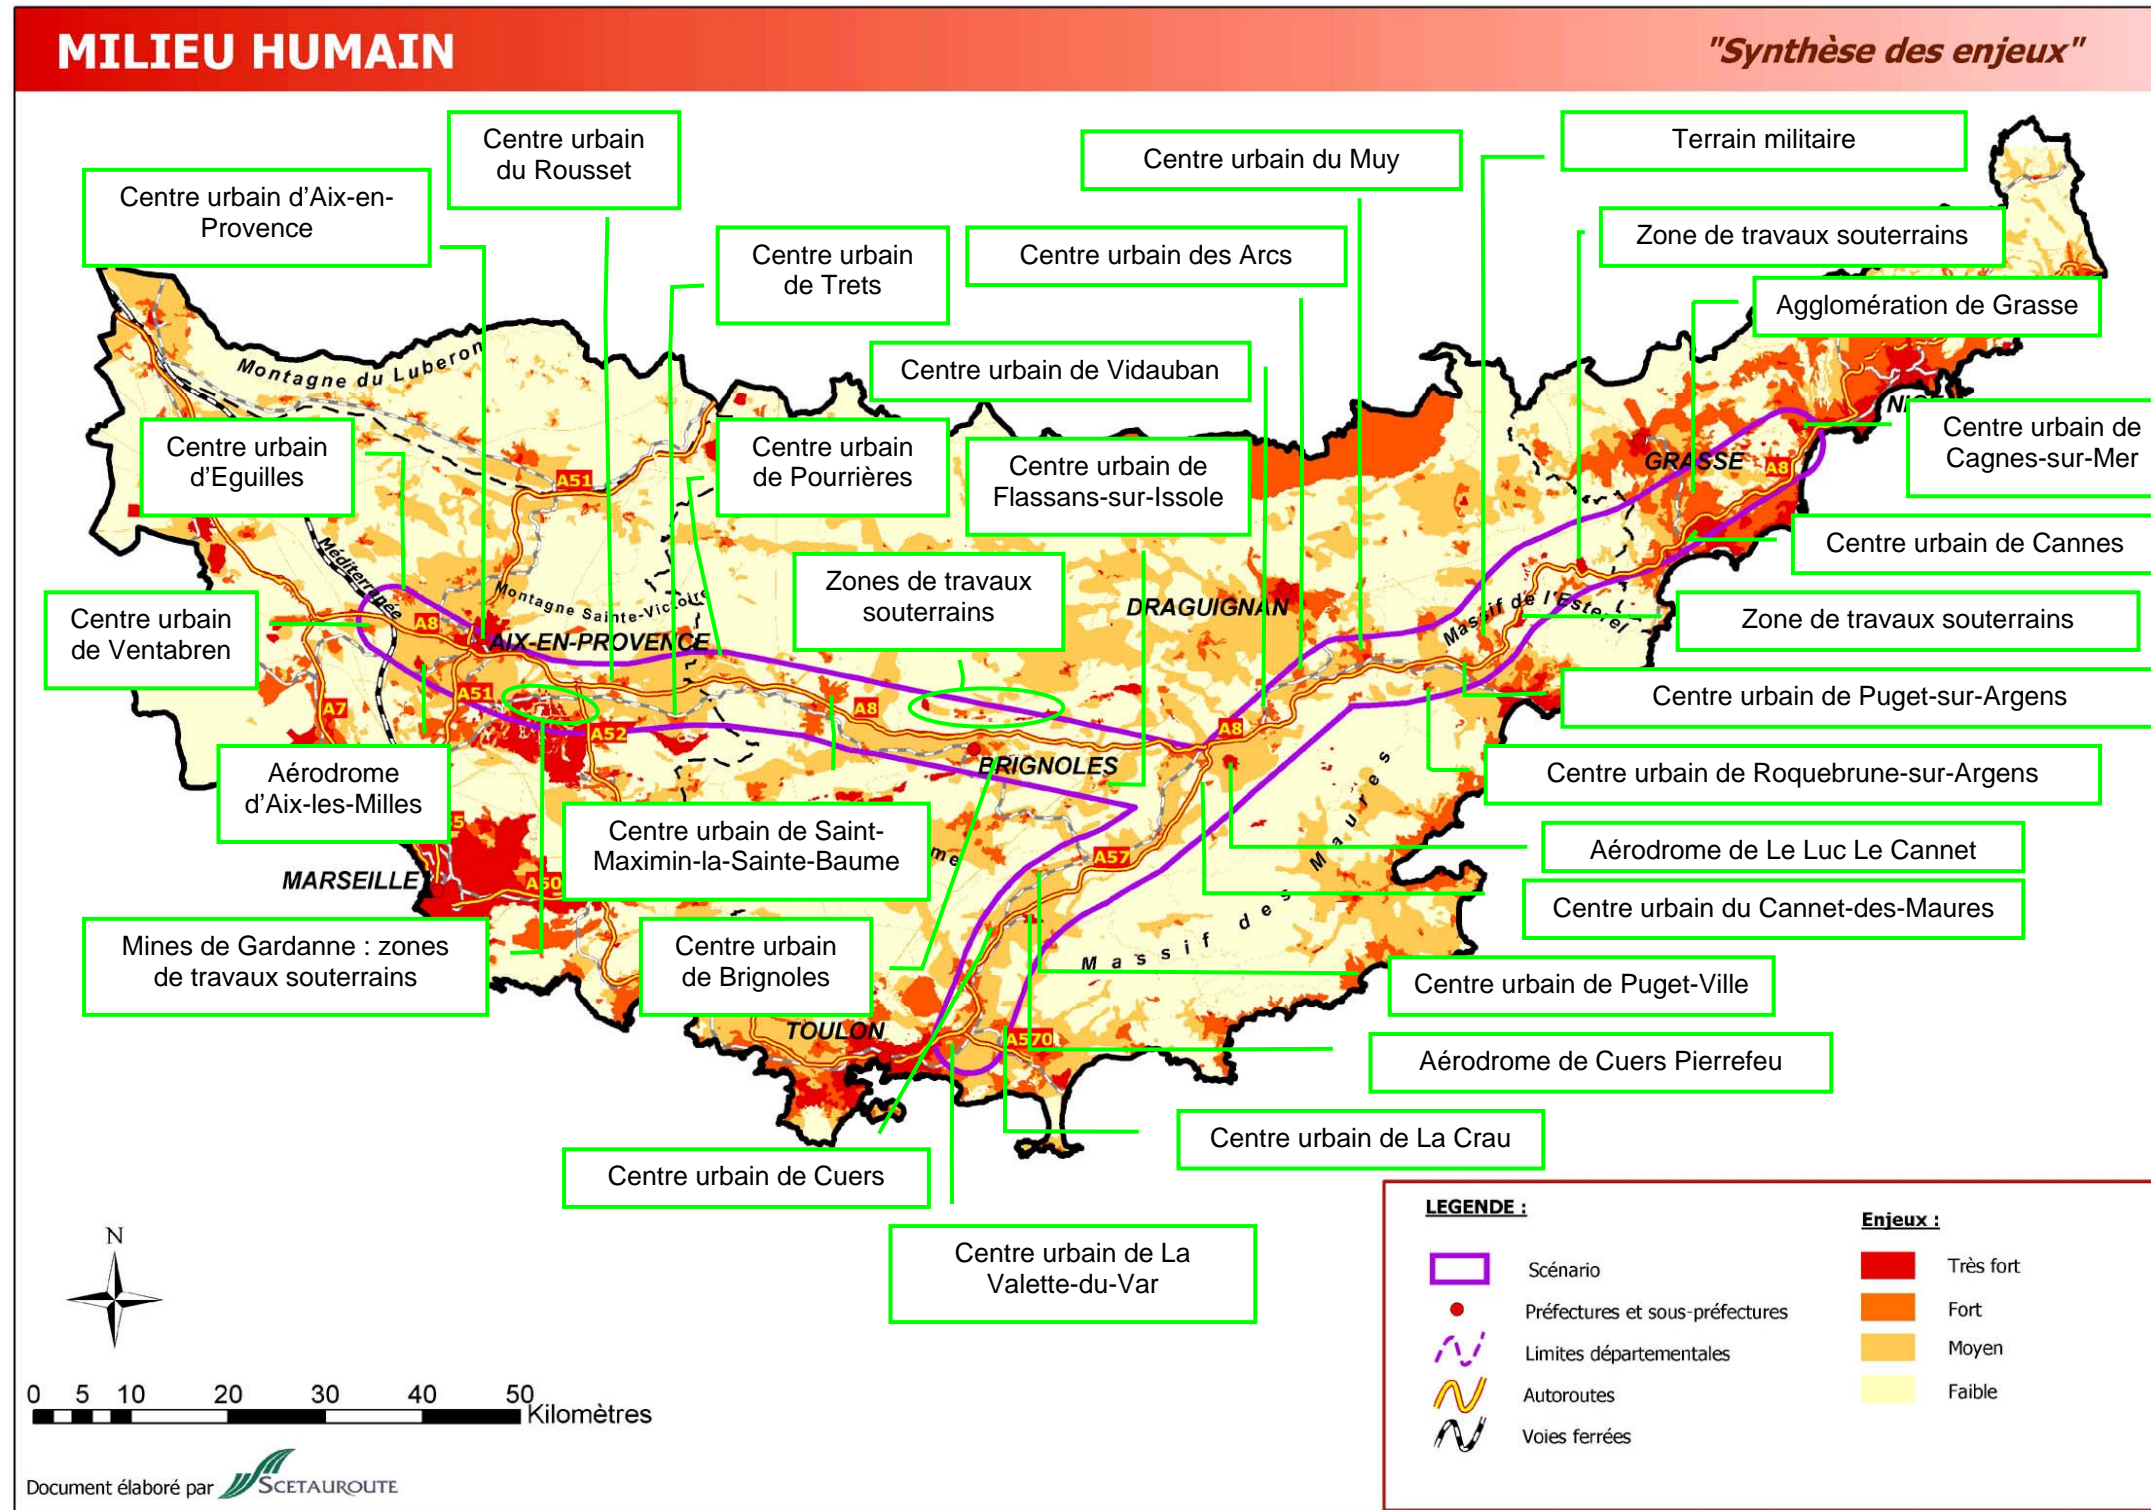 MILIEU HUMAIN
"Synthèse des enjeux"
Centre urbain
du Rousset
Centre urbain du Muy
Terrain militaire
Centre urbain d'Aix-en-
Provence
Centre urbain
de Trets
Centre urbain des Arcs
Zone de travaux souterrains
Agglomération de Grasse
Montagne du Luberon
Centre urbain de Vidauban
Centre urbain
d'Eguilles
Centre urbain
de Pourrières
Centre urbain de
Flassans-sur-Issole
Centre urbain de
Cagnes-sur-Mer
GRASSE
A8
A51
Méditerranée
Centre urbain de Cannes
Zones de travaux
souterrains
Montagne Sainte-Victoire
DRAGUIGNAN
Massif de l'Esterel
Centre urbain
de Ventabren
A8
AIX-EN-PROVENCE
Zone de travaux souterrains
A51
A7
A52
A8
A8
Centre urbain de Puget-sur-Argens
BRIGNOLES
Aérodrome
d'Aix-les-Milles
Centre urbain de Roquebrune-sur-Argens
Centre urbain de Saint-
Maximin-la-Sainte-Baume
me
A57
Aérodrome de Le Luc Le Cannet
MARSEILLE
A50
Massif des Maures
Centre urbain du Cannet-des-Maures
Mines de Gardanne : zones
de travaux souterrains
Centre urbain
de Brignoles
Centre urbain de Puget-Ville
TOULON
A570
Aérodrome de Cuers Pierrefeu
Centre urbain de La Crau
Centre urbain de Cuers
Centre urbain de La
Valette-du-Var
N
0 5 10 20 30 40 50
Kilomètres
Document élaboré par SCETAUROUTE
LEGENDE :
Scénario
Préfectures et sous-préfectures
Limites départementales
Autoroutes
Voies ferrées
Enjeux :
Très fort
Fort
Moyen
Faible